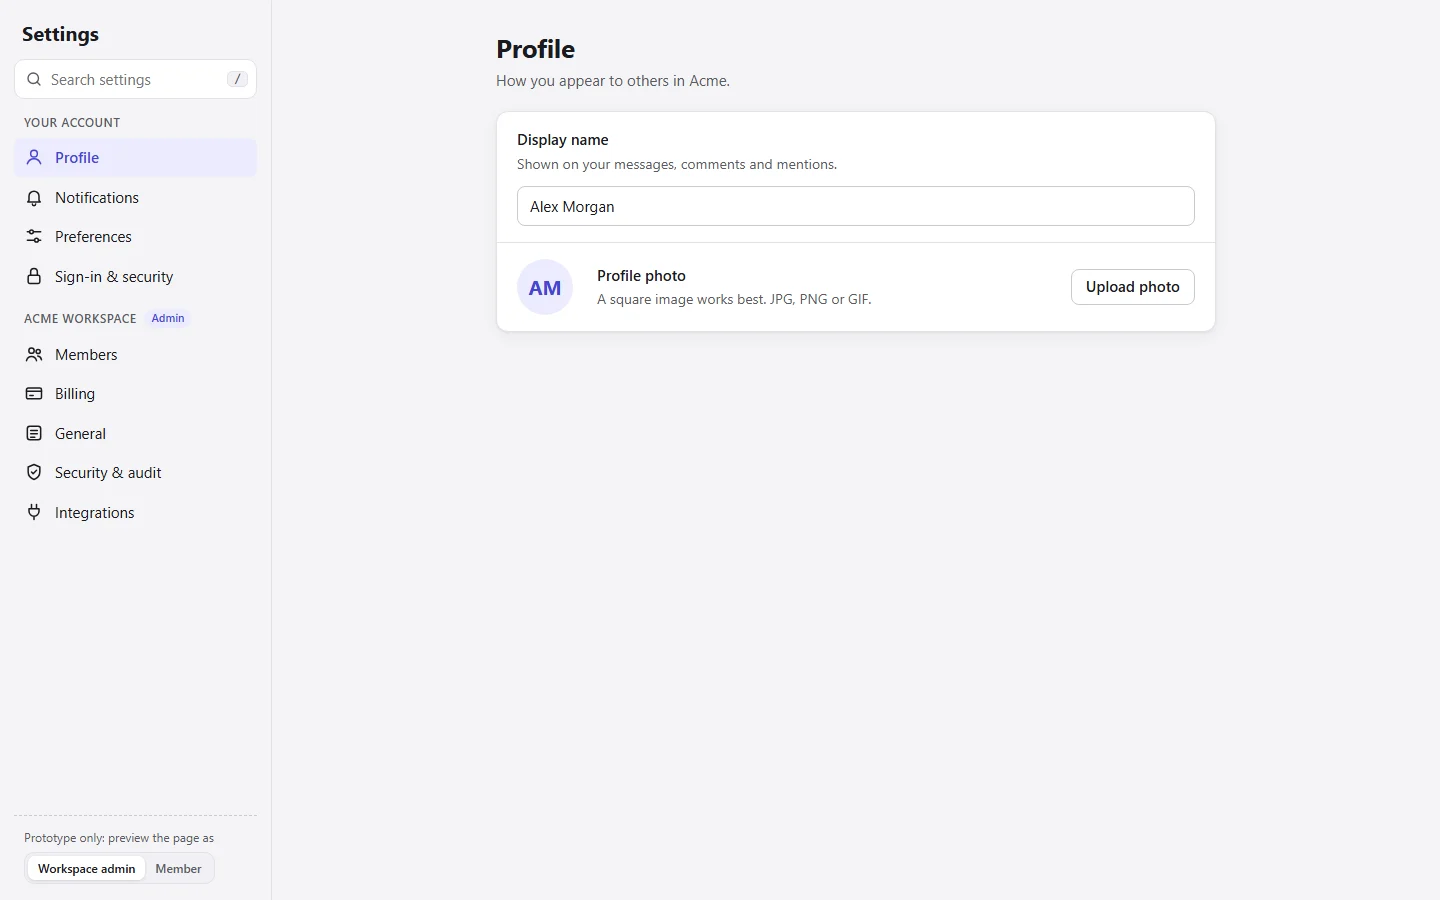 Settings
Search settings /
YOUR ACCOUNT
Profile
Notifications
Preferences
Sign-in & security
ACME WORKSPACE Admin
Members
Billing
General
Security & audit
Integrations
Prototype only: preview the page as
Workspace admin Member
Profile
How you appear to others in Acme.
Display name
Shown on your messages, comments and mentions.
Alex Morgan
AM
Profile photo
A square image works best. JPG, PNG or GIF.
Upload photo